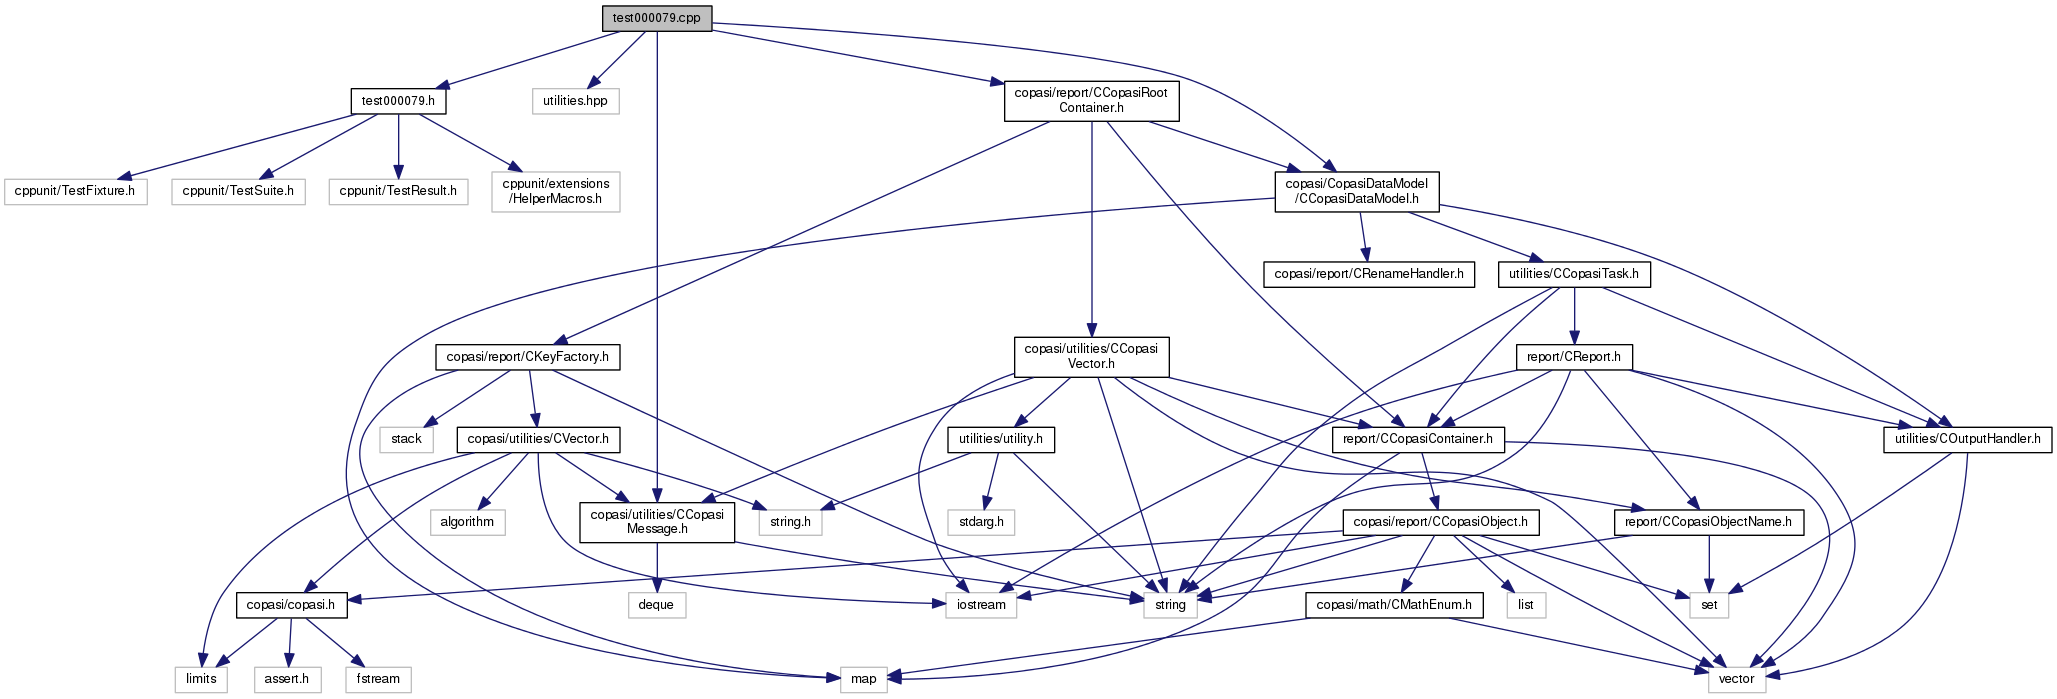 test000079.cpp
test000079.h
utilities.hpp
copasi/report/CCopasiRoot
Container.h
cppunit/TestFixture.h
cppunit/TestSuite.h
cppunit/TestResult.h
cppunit/extensions
/HelperMacros.h
copasi/CopasiDataModel
/CCopasiDataModel.h
copasi/report/CRenameHandler.h
utilities/CCopasiTask.h
copasi/report/CKeyFactory.h
copasi/utilities/CCopasi
Vector.h
report/CReport.h
stack
copasi/utilities/CVector.h
utilities/utility.h
report/CCopasiContainer.h
utilities/COutputHandler.h
algorithm
copasi/utilities/CCopasi
Message.h
string.h
stdarg.h
copasi/report/CCopasiObject.h
report/CCopasiObjectName.h
copasi/copasi.h
deque
iostream
string
copasi/math/CMathEnum.h
list
set
limits
assert.h
fstream
map
vector